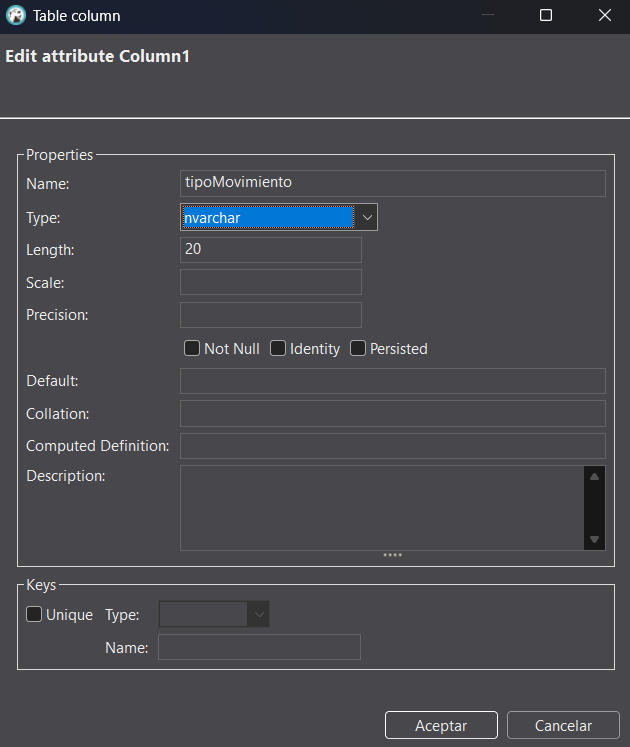 Table column
Edit attribute Column1
Properties
Name: tipoMovimiento
Type: nvarchar
Length: 20
Scale:
Precision:
Not Null Identity Persisted
Default:
Collation:
Computed Definition:
Description:
Keys
Unique Type:
Name:
Aceptar Cancelar